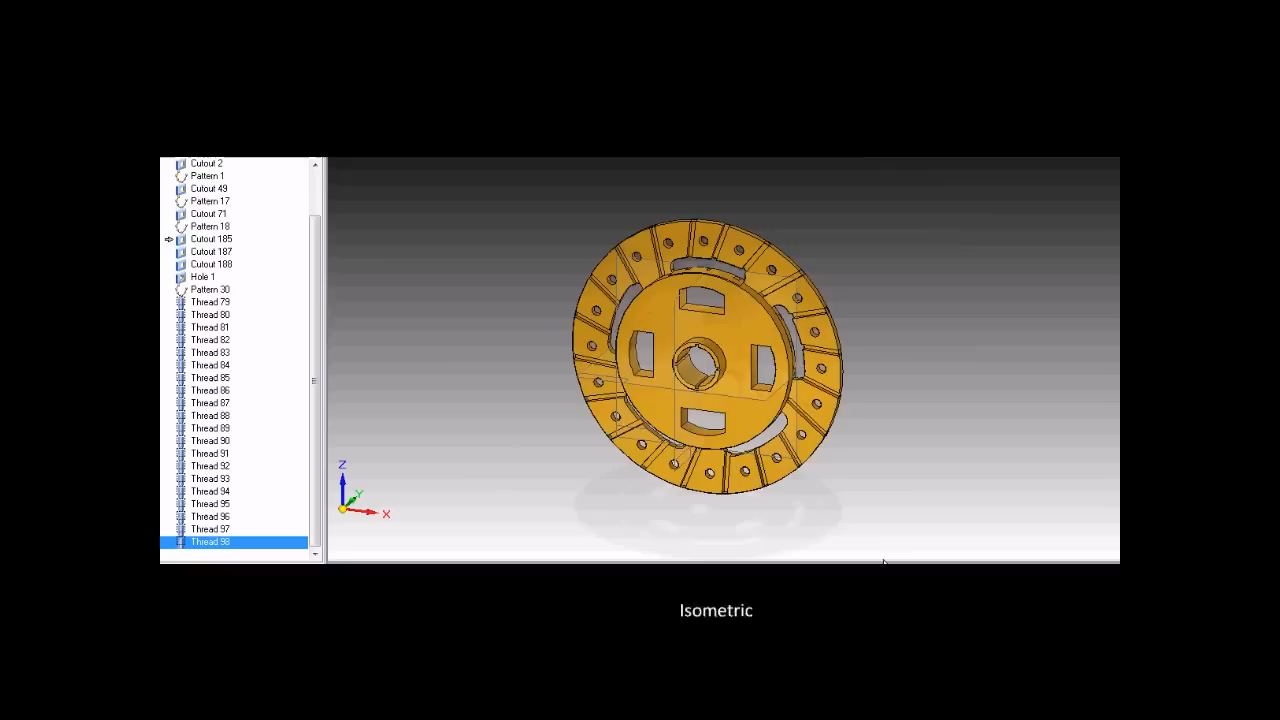 Cutout 2
Pattern 1
Cutout 49
Pattern 17
Cutout 71
Pattern 18
Cutout 185
Cutout 187
Cutout 188
Hole 1
Pattern 30
Thread 79
Thread 80
Thread 81
Thread 82
Thread 83
Thread 84
Thread 85
Thread 86
Thread 87
Thread 88
Thread 89
Thread 90
Thread 91
Thread 92
Thread 93
Thread 94
Thread 95
Thread 96
Thread 97
Thread 98
Z
Y
X
Isometric